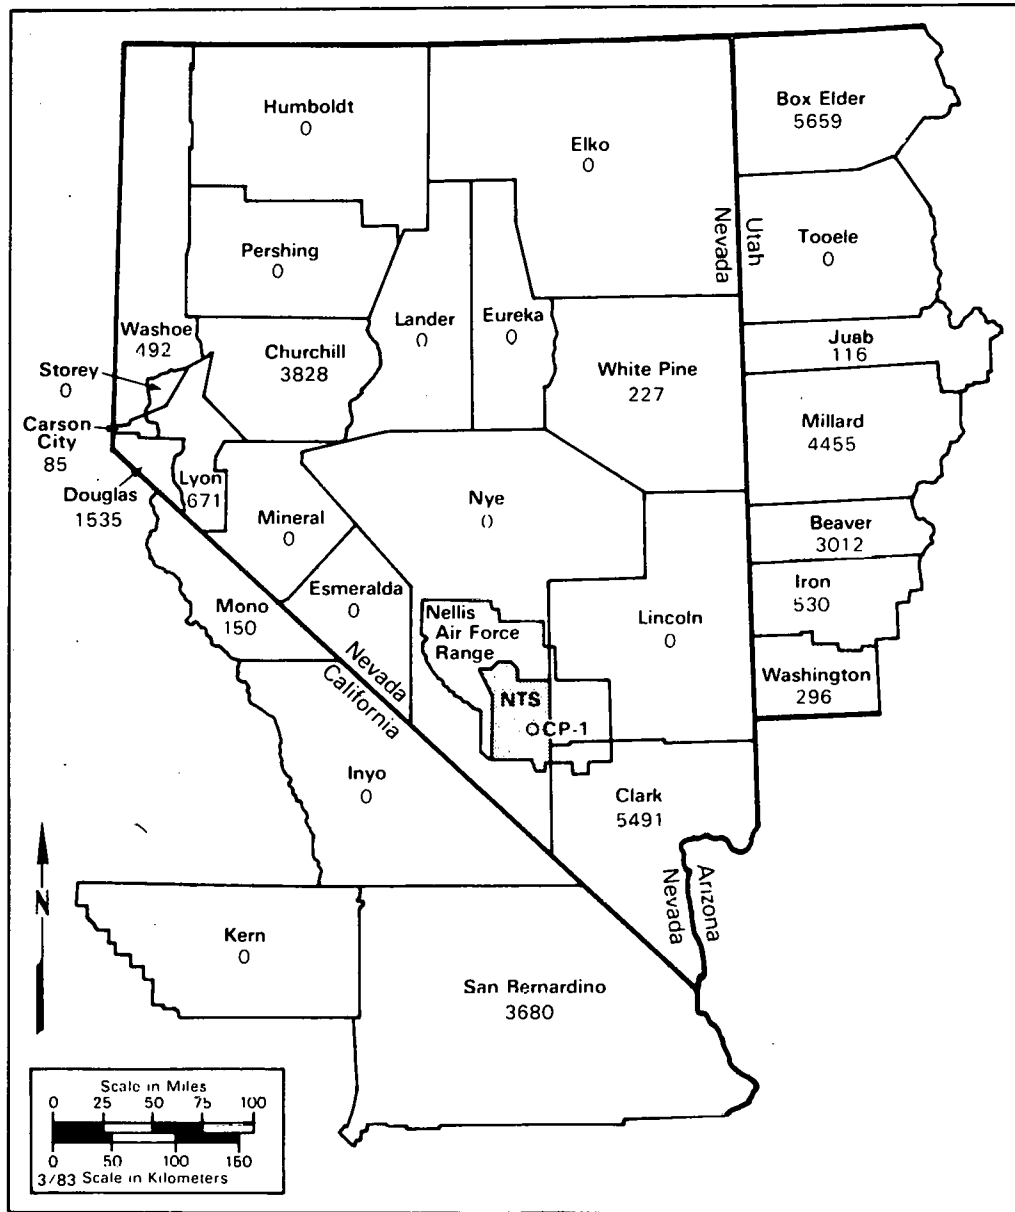 Humboldt
0
Elko
0
Box Elder
5659
Nevada
Utah
Pershing
0
Tooele
0
Washoe
492
Lander
0
Eureka
0
Churchill
3828
Juab
116
Storey
0
White Pine
227
Carson
City
85
Millard
4455
Douglas
1535
Lyon
671
Mineral
0
Nye
0
Beaver
3012
Esmeralda
0
Iron
530
Mono
150
Nellis
Air Force
Range
Lincoln
0
Nevada
California
NTS
OCP-1
Washington
296
Inyo
0
Clark
5491
Nevada
Arizona
N
Kern
0
San Bernardino
3680
Scale in Miles
0 25 50 75 100
0 50 100 150
3/83 Scale in Kilometers